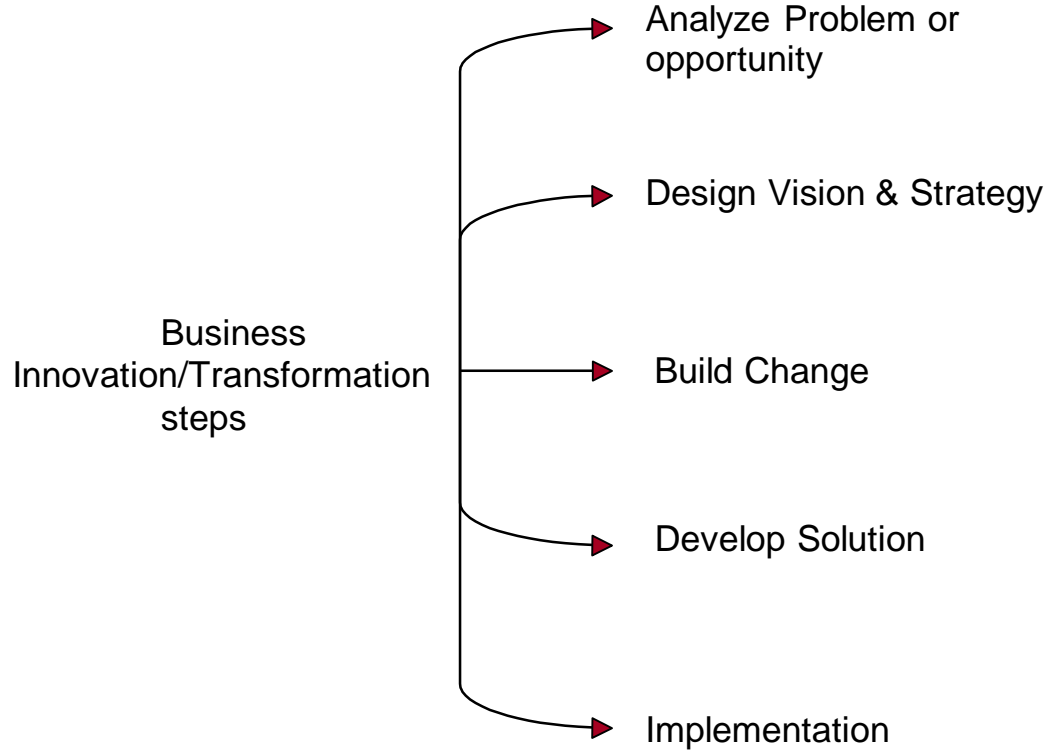 Business
Innovation/Transformation
steps
Analyze Problem or
opportunity
Design Vision & Strategy
Build Change
Develop Solution
Implementation